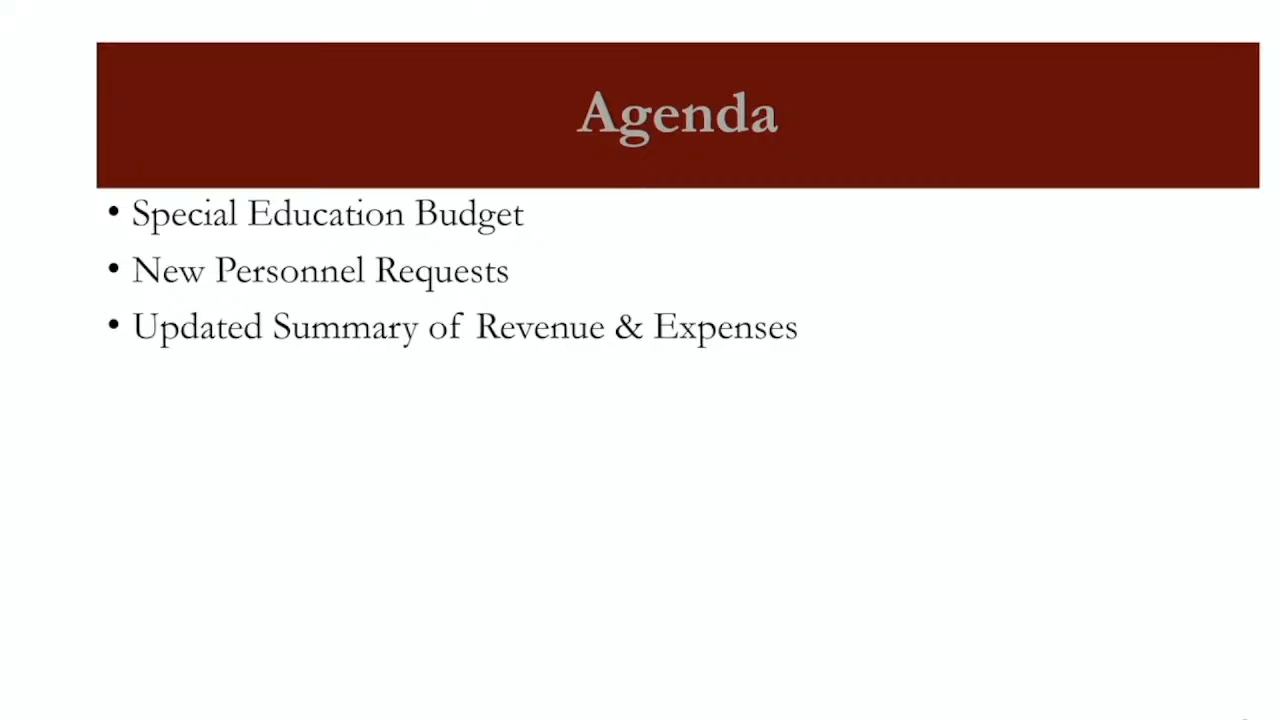 Agenda
• Special Education Budget
• New Personnel Requests
• Updated Summary of Revenue & Expenses